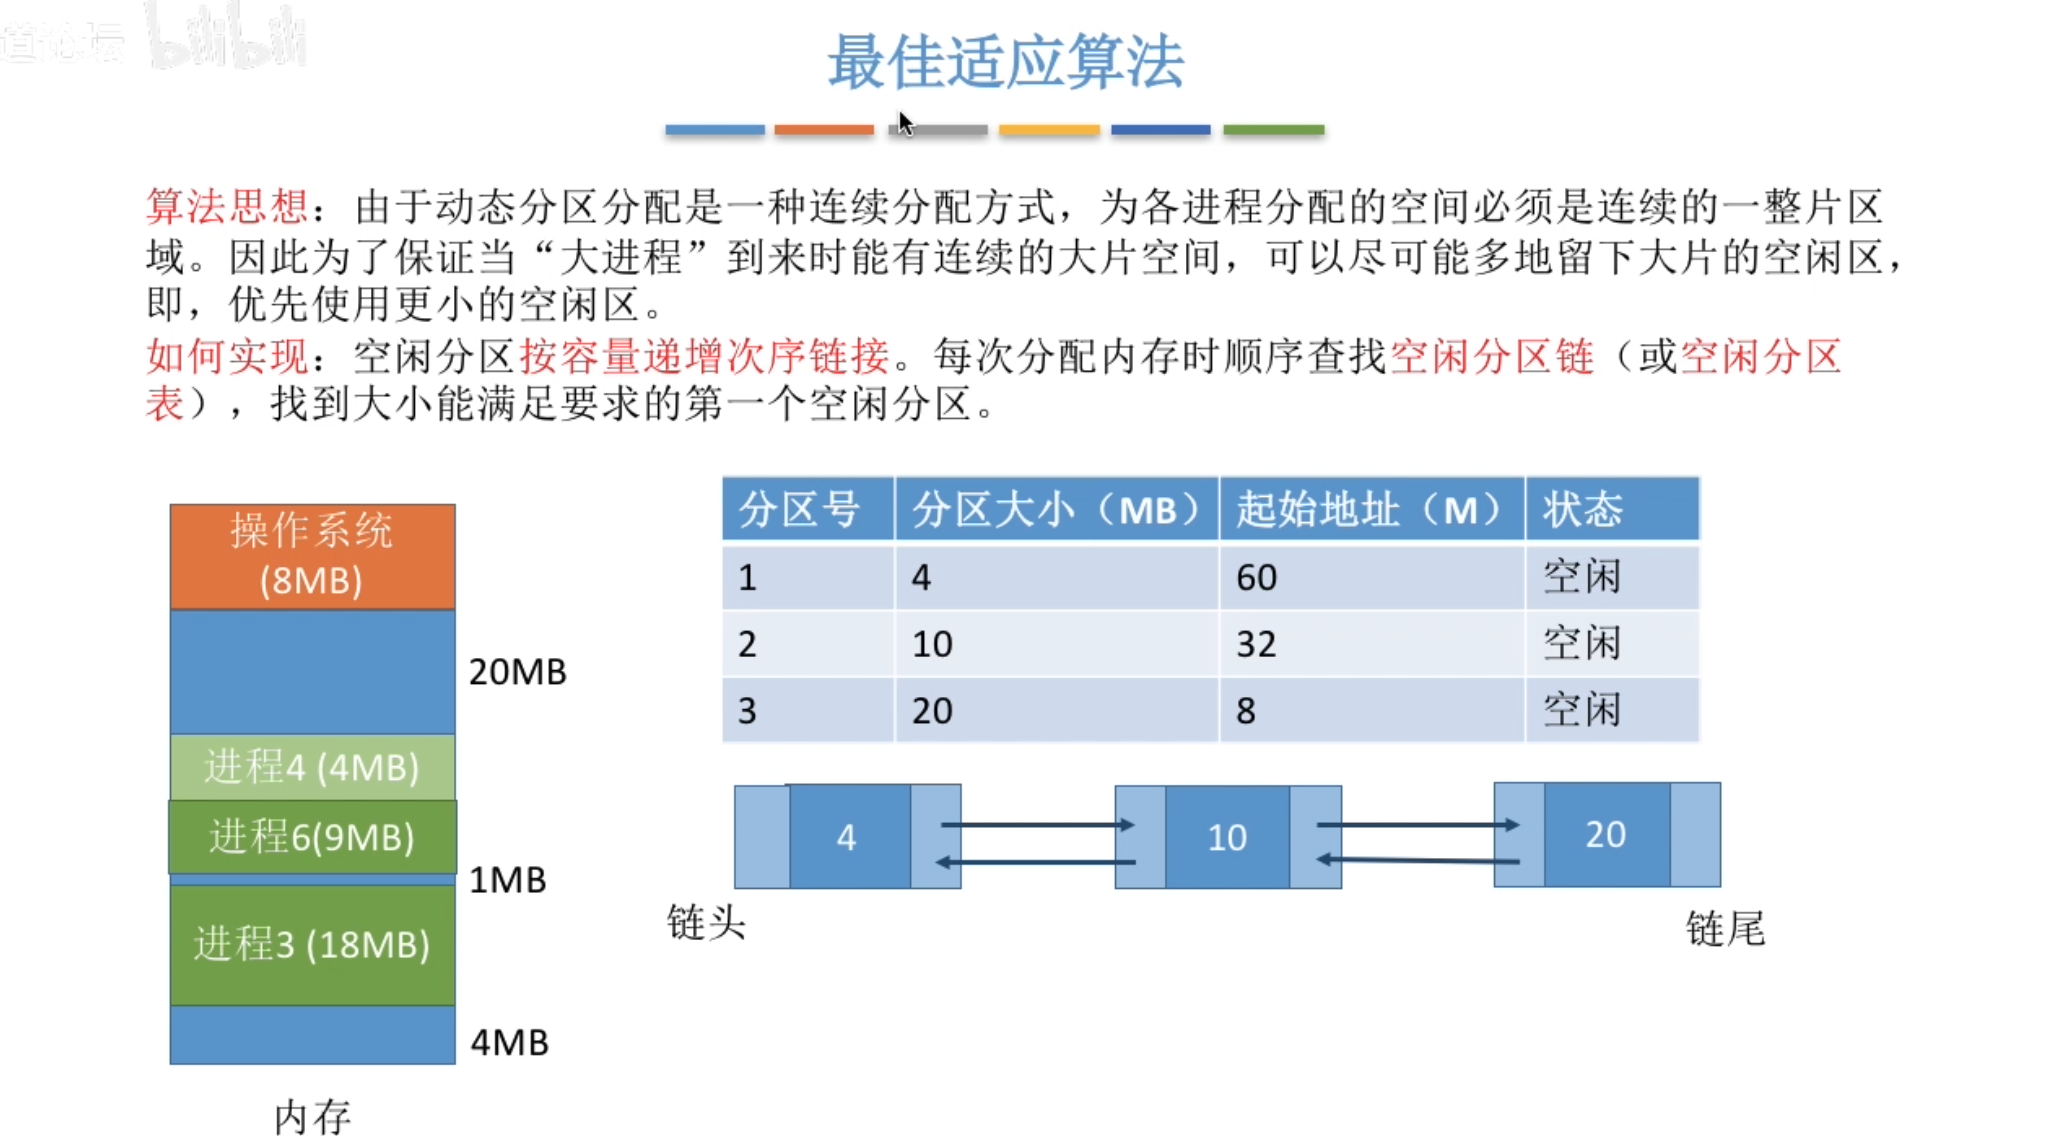 道论坛 bilibili
最佳适应算法
算法思想：由于动态分区分配是一种连续分配方式，为各进程分配的空间必须是连续的一整片区
域。因此为了保证当“大进程”到来时能有连续的大片空间，可以尽可能多地留下大片的空闲区，
即，优先使用更小的空闲区。
如何实现：空闲分区按容量递增次序链接。每次分配内存时顺序查找空闲分区链（或空闲分区
表），找到大小能满足要求的第一个空闲分区。
操作系统
(8MB)
20MB
进程4 (4MB)
进程6(9MB)
1MB
进程3 (18MB)
4MB
内存
分区号 分区大小（MB） 起始地址（M） 状态
1 4 60 空闲
2 10 32 空闲
3 20 8 空闲
4 10 20
链头 链尾